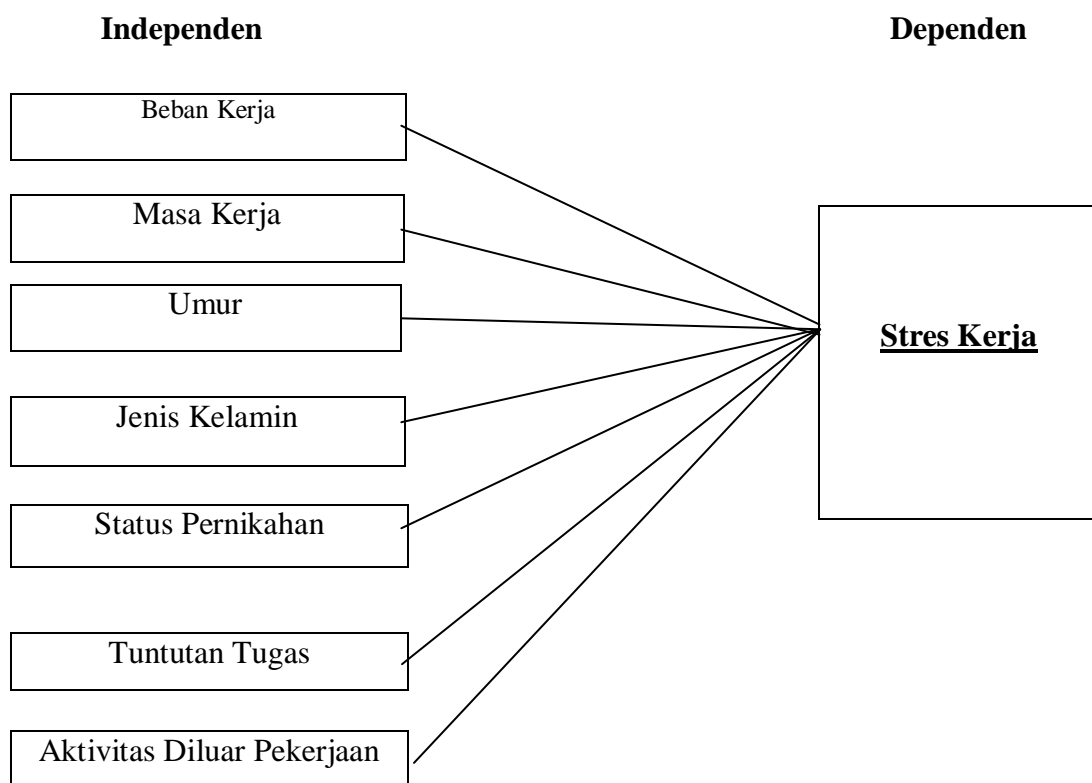 Independen
Dependen
Beban Kerja
Masa Kerja
Umur
Stres Kerja
Jenis Kelamin
Status Pernikahan
Tuntutan Tugas
Aktivitas Diluar Pekerjaan